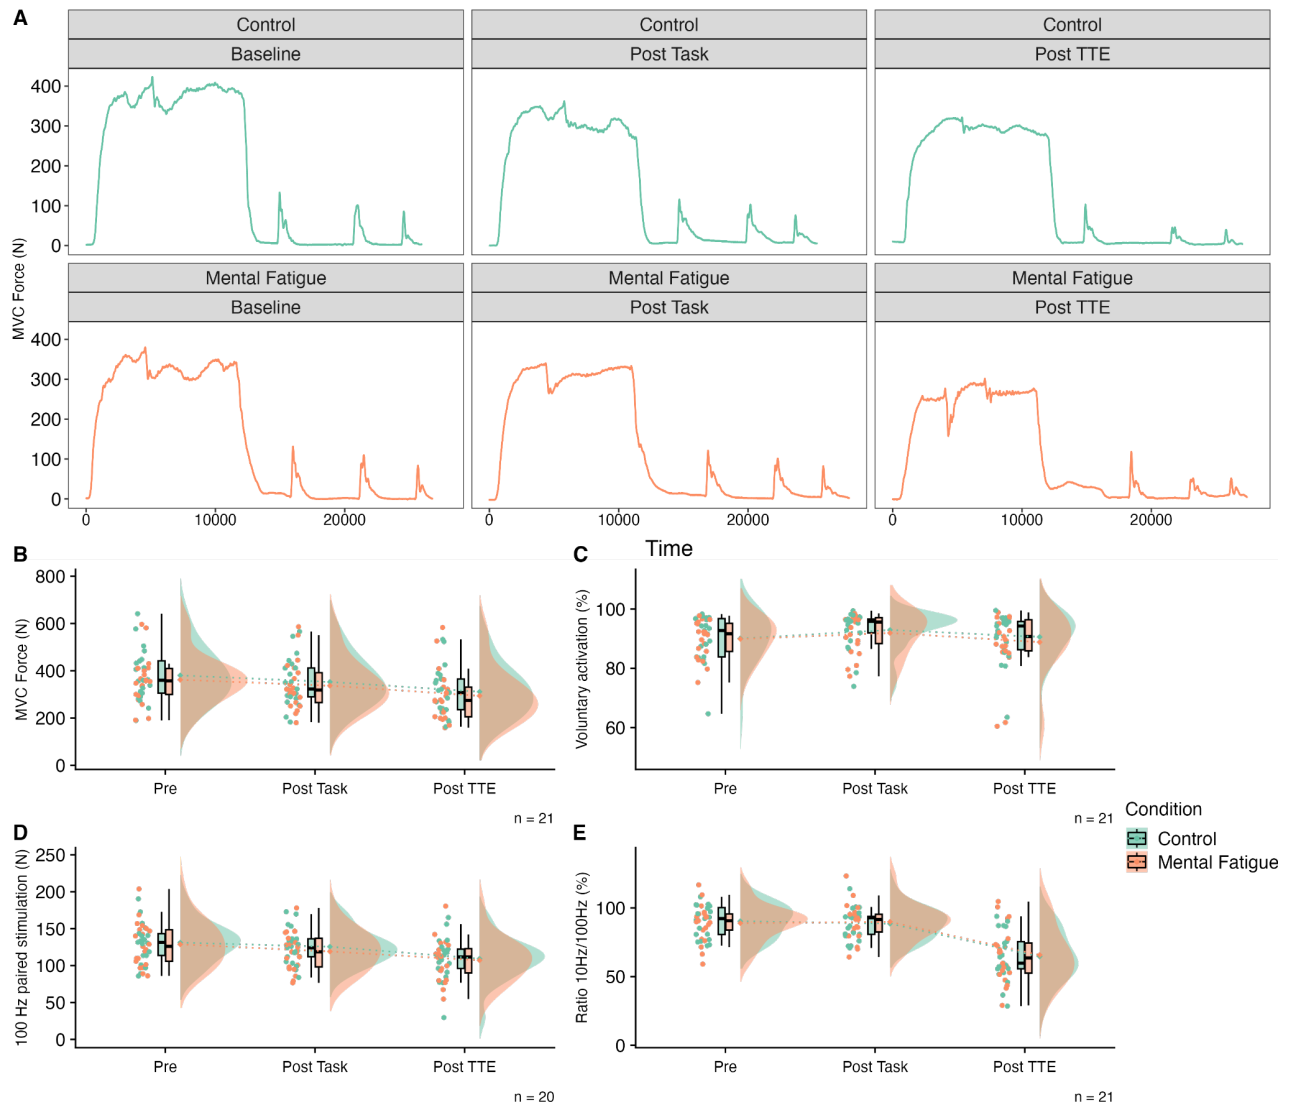 A
Control
Control
Control
Baseline
Post Task
Post TTE
MVC Force (N)
400
300
200
100
0
Mental Fatigue
Mental Fatigue
Mental Fatigue
Baseline
Post Task
Post TTE
400
300
200
100
0
0 10000 20000
0 10000 20000
0 10000 20000
Time
B
MVC Force (N)
800
600
400
200
0
Pre Post Task Post TTE
n = 21
C
Voluntary activation (%)
100
80
60
Pre Post Task Post TTE
n = 21
Condition
Control
Mental Fatigue
D
100 Hz paired stimulation (N)
250
200
150
100
50
0
Pre Post Task Post TTE
n = 20
E
Ratio 10Hz/100Hz (%)
100
50
0
Pre Post Task Post TTE
n = 21